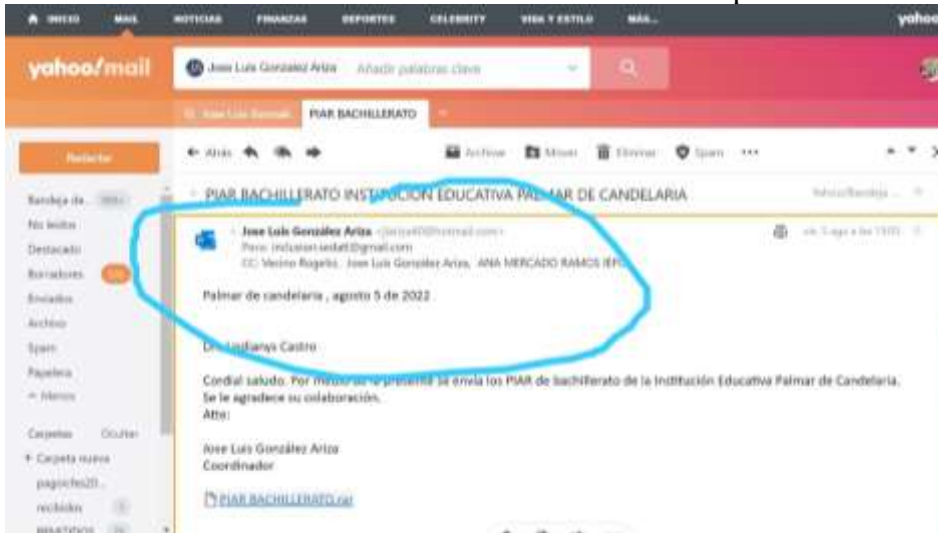 INICIO MAIL NOTICIAS FINANZAS DEPORTES CELEBRITY VIDA Y ESTILO MÁS... yahoo
yahoo!mail Jose Luis González Ariza Añadir palabras clave
PIAR BACHILLERATO
Redactar Atrás Archivar Mover Eliminar Spam ...
PIAR BACHILLERATO INSTITUCION EDUCATIVA PALMAR DE CANDELARIA
Bandeja de...
No leídos
Jose Luis González Ariza
Destacado
Para:
CC: Vecino Rogelio, Jose Luis González Ariza, ANA MERCADO RAMOS
Borradores
Enviados
Palmar de candelaria , agosto 5 de 2022
Archivo
Spam
Castro
Papelera
Menos
Cordial saludo. Por medio de la presente se envía los PIAR de bachillerato de la Institución Educativa Palmar de Candelaria.
Se le agradece su colaboración.
Atte:
Carpetas Ocultar
Jose Luis González Ariza
Carpeta nueva
Coordinador
recibidos
PIAR BACHILLERATO.rar